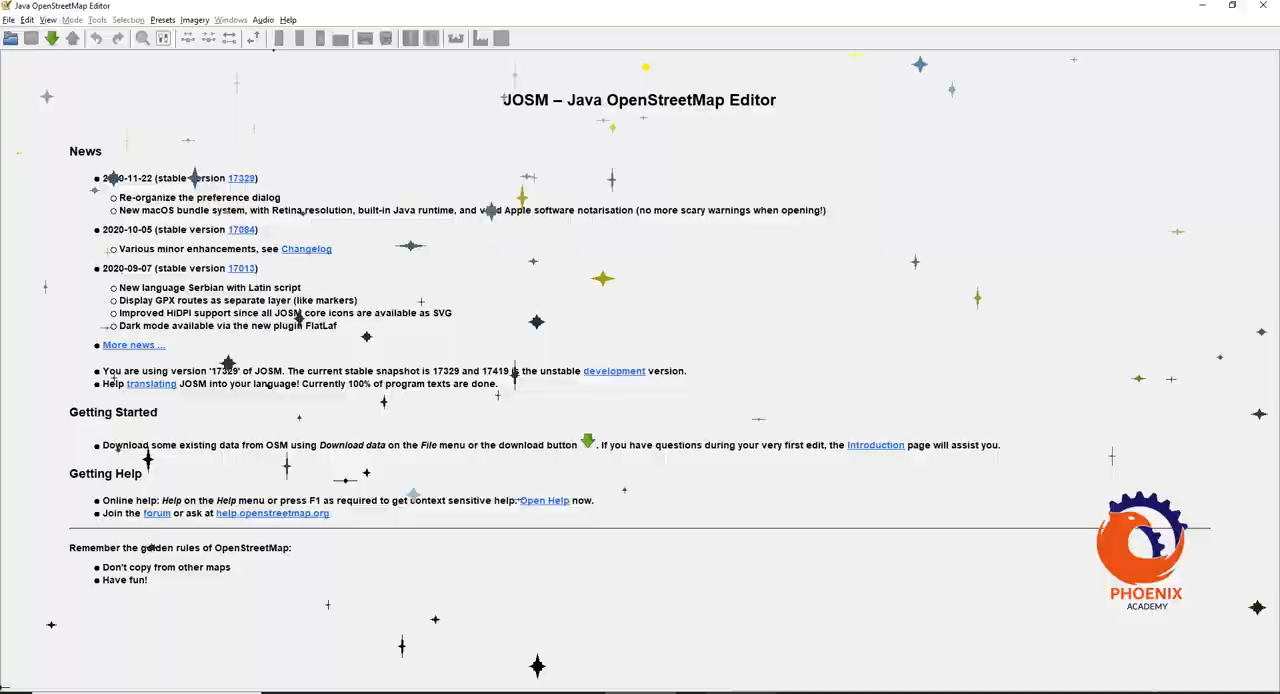 Java OpenStreetMap Editor
File Edit View Mode Tools Selection Presets Imagery Windows Audio Help
JOSM – Java OpenStreetMap Editor
News
2020-11-22 (stable version 17329)
Re-organize the preference dialog
New macOS bundle system, with Retina resolution, built-in Java runtime, and valid Apple software notarisation (no more scary warnings when opening!)
2020-10-05 (stable version 17084)
Various minor enhancements, see Changelog
2020-09-07 (stable version 17013)
New language Serbian with Latin script
Display GPX routes as separate layer (like markers)
Improved HiDPI support since all JOSM core icons are available as SVG
Dark mode available via the new plugin FlatLaf
More news ...
You are using version '17329' of JOSM. The current stable snapshot is 17329 and 17419 is the unstable development version.
Help translating JOSM into your language! Currently 100% of program texts are done.
Getting Started
Download some existing data from OSM using Download data on the File menu or the download button . If you have questions during your very first edit, the Introduction page will assist you.
Getting Help
Online help: Help on the Help menu or press F1 as required to get context sensitive help: Open Help now.
Join the forum or ask at help.openstreetmap.org
Remember the golden rules of OpenStreetMap:
Don't copy from other maps
Have fun!
PHOENIX
ACADEMY